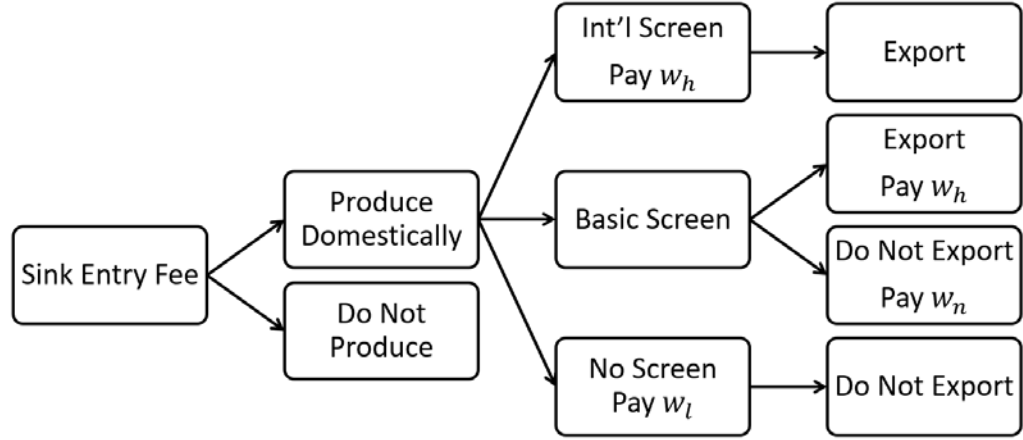 Sink Entry Fee
Produce
Domestically
Do Not
Produce
Int'l Screen
Pay w_h
Basic Screen
No Screen
Pay w_l
Export
Export
Pay w_h
Do Not Export
Pay w_n
Do Not Export